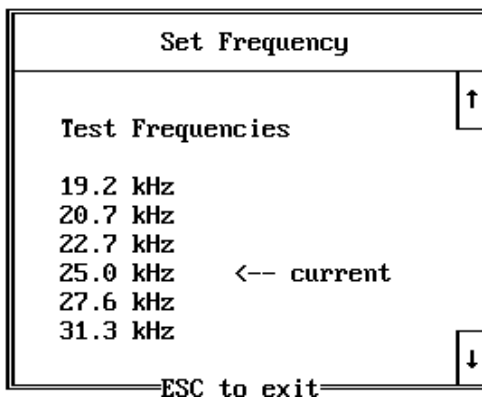 Set Frequency
↑
Test Frequencies
19.2 kHz
20.7 kHz
22.7 kHz
25.0 kHz <-- current
27.6 kHz
31.3 kHz
↓
ESC to exit